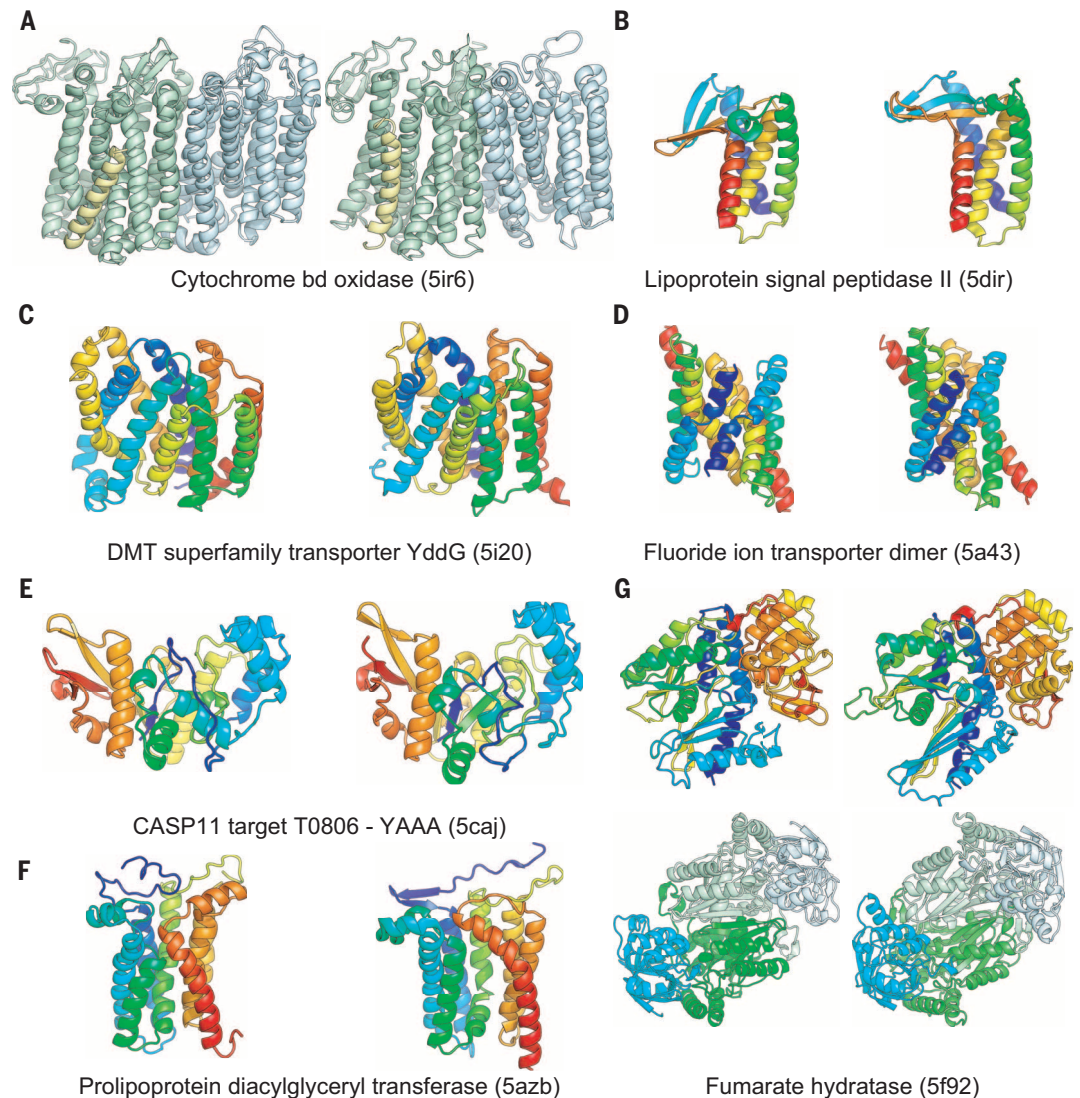 A
B
Cytochrome bd oxidase (5ir6)
Lipoprotein signal peptidase II (5dir)
C
D
DMT superfamily transporter YddG (5i20)
Fluoride ion transporter dimer (5a43)
E
G
CASP11 target T0806 - YAAA (5caj)
F
Prolipoprotein diacylglyceryl transferase (5azb)
Fumarate hydratase (5f92)